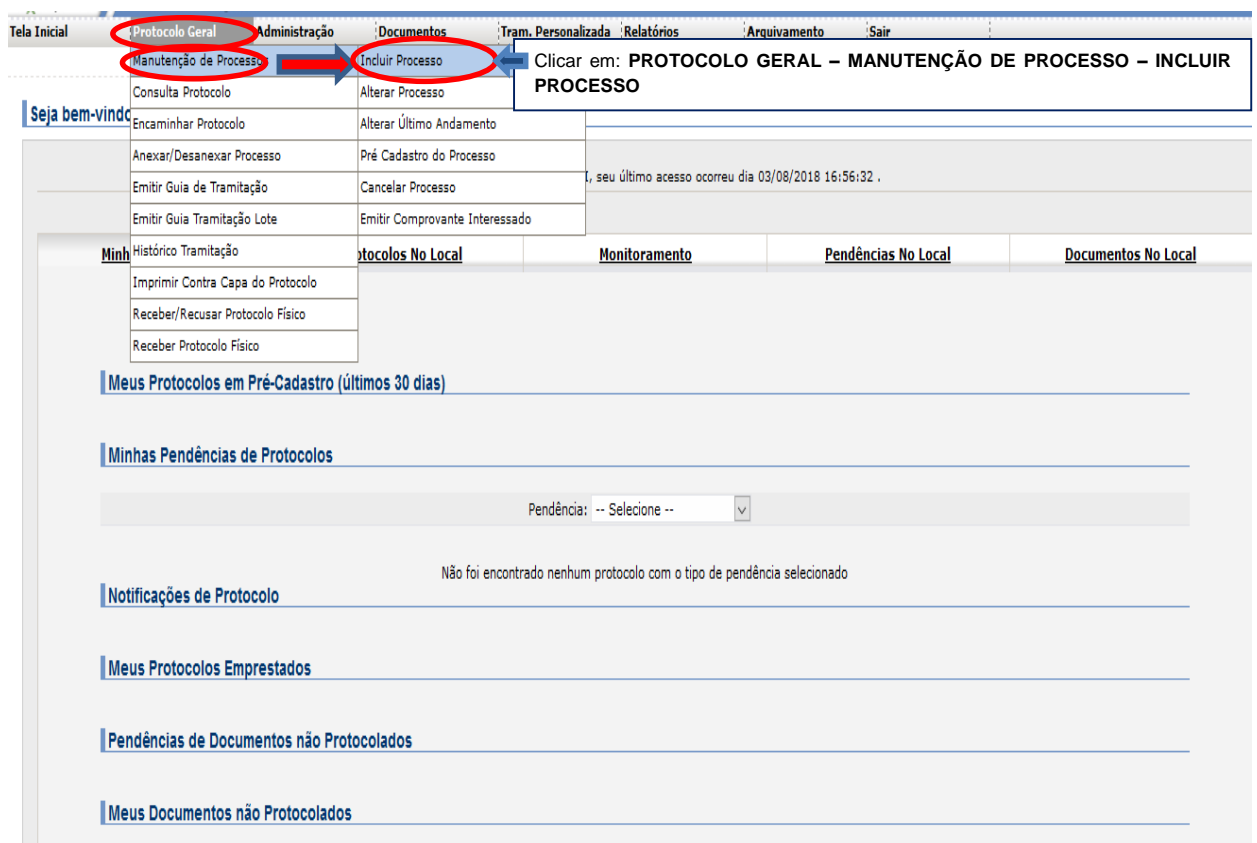 Tela Inicial Protocolo Geral Administração Documentos Tram. Personalizada Relatórios Arquivamento Sair
Manutenção de Processos
Incluir Processo
Clicar em: PROTOCOLO GERAL – MANUTENÇÃO DE PROCESSO – INCLUIR
PROCESSO
Consulta Protocolo
Alterar Processo
Seja bem-vindo
Encaminhar Protocolo
Alterar Último Andamento
Anexar/Desanexar Processo
Pré Cadastro do Processo
, seu último acesso ocorreu dia 03/08/2018 16:56:32 .
Emitir Guia de Tramitação
Cancelar Processo
Emitir Guia Tramitação Lote
Emitir Comprovante Interessado
Minh
Histórico Tramitação
otocolos No Local
Monitoramento
Pendências No Local
Documentos No Local
Imprimir Contra Capa do Protocolo
Receber/Recusar Protocolo Físico
Receber Protocolo Físico
Meus Protocolos em Pré-Cadastro (últimos 30 dias)
Minhas Pendências de Protocolos
Pendência: -- Selecione --
Não foi encontrado nenhum protocolo com o tipo de pendência selecionado
Notificações de Protocolo
Meus Protocolos Emprestados
Pendências de Documentos não Protocolados
Meus Documentos não Protocolados